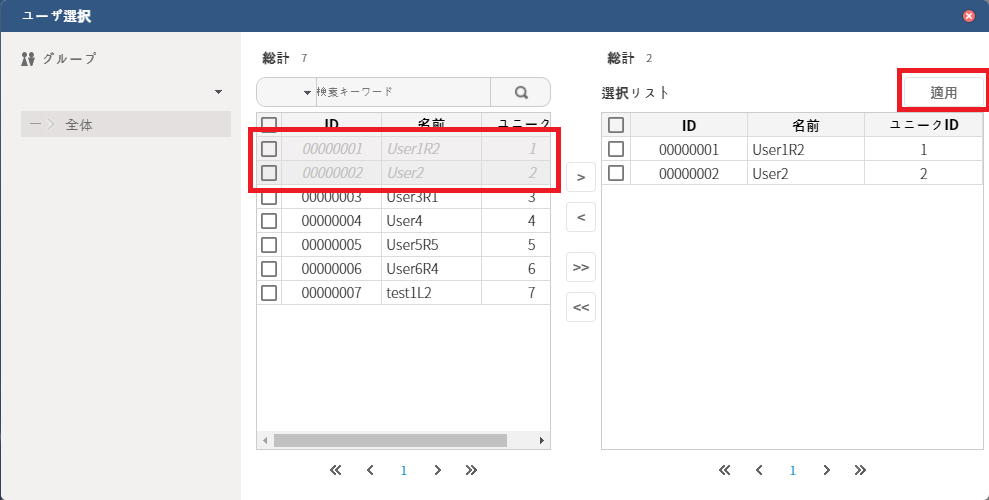 ユーザ選択
グループ
全体
総計 7
検索キーワード
ID 名前 ユニーク
00000001 User1R2 1
00000002 User2 2
00000003 User3R1 3
00000004 User4 4
00000005 User5R5 5
00000006 User6R4 6
00000007 test1L2 7
1
>
<
>>
<<
総計 2
選択リスト 適用
ID 名前 ユニークID
00000001 User1R2 1
00000002 User2 2
1